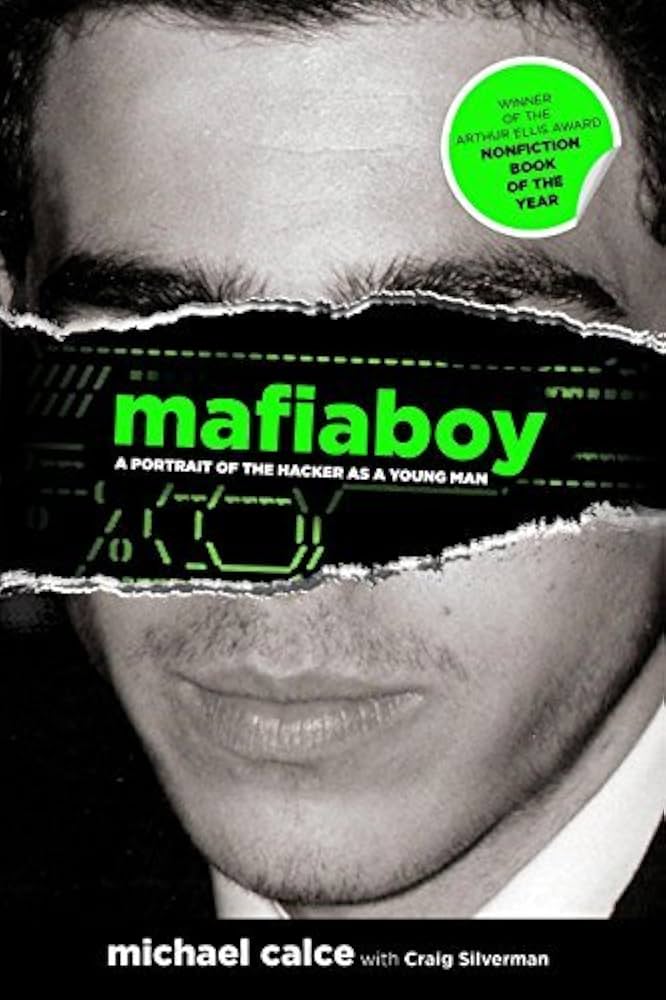 WINNER
OF THE
ARTHUR ELLIS AWARD
NONFICTION
BOOK
OF THE
YEAR
mafiaboy
A PORTRAIT OF THE HACKER AS A YOUNG MAN
michael calce with Craig Silverman